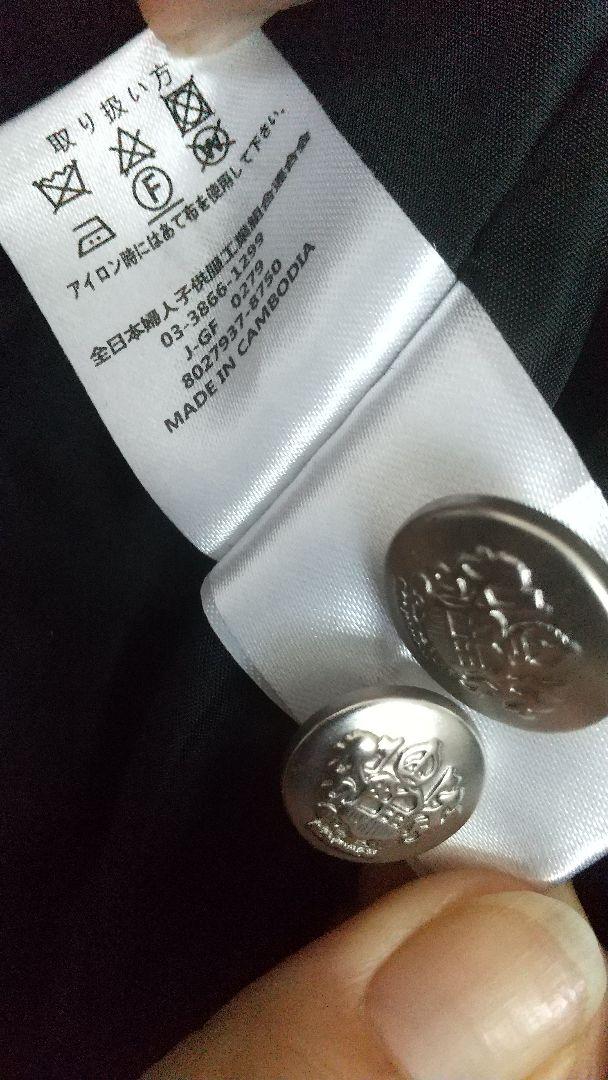 取り扱い方
F
アイロン時にはあて布を使用して下さい。
全日本婦人子供服工業組合連合会
03-3866-1299
J-GF 0279
8027937-8750
MADE IN CAMBODIA